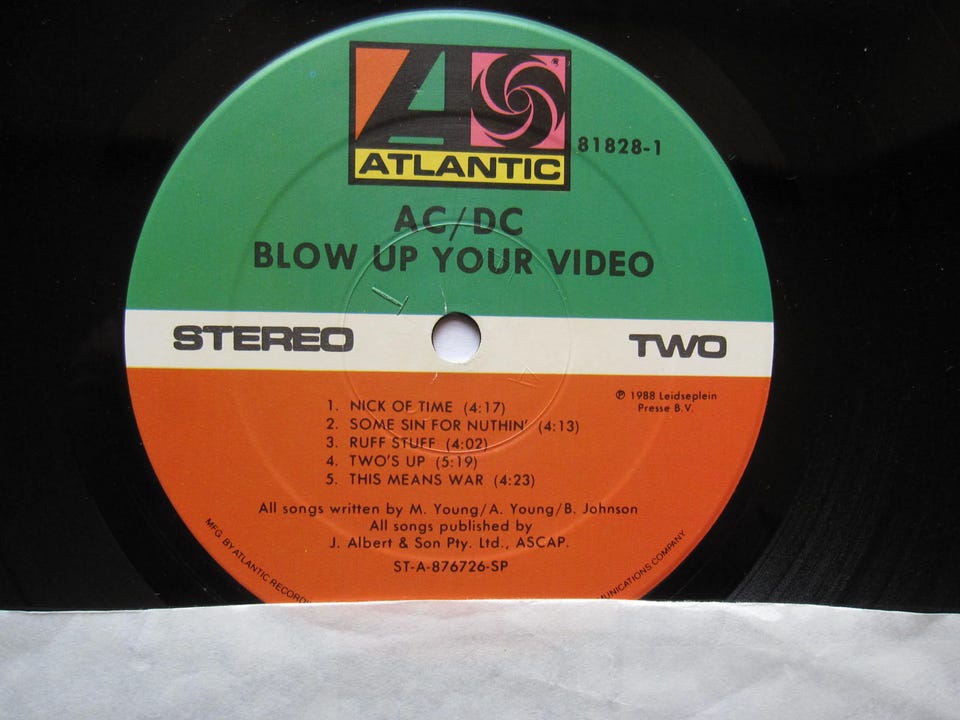 ATLANTIC
81828-1
AC/DC
BLOW UP YOUR VIDEO
STEREO
TWO
℗ 1988 Leidseplein
Presse B.V.
1. NICK OF TIME (4:17)
2. SOME SIN FOR NUTHIN' (4:13)
3. RUFF STUFF (4:02)
4. TWO'S UP (5:19)
5. THIS MEANS WAR (4:23)
All songs written by M. Young/A. Young/B. Johnson
All songs published by
J. Albert & Son Pty. Ltd., ASCAP.
ST-A-876726-SP
MFG. BY ATLANTIC
COMPANY